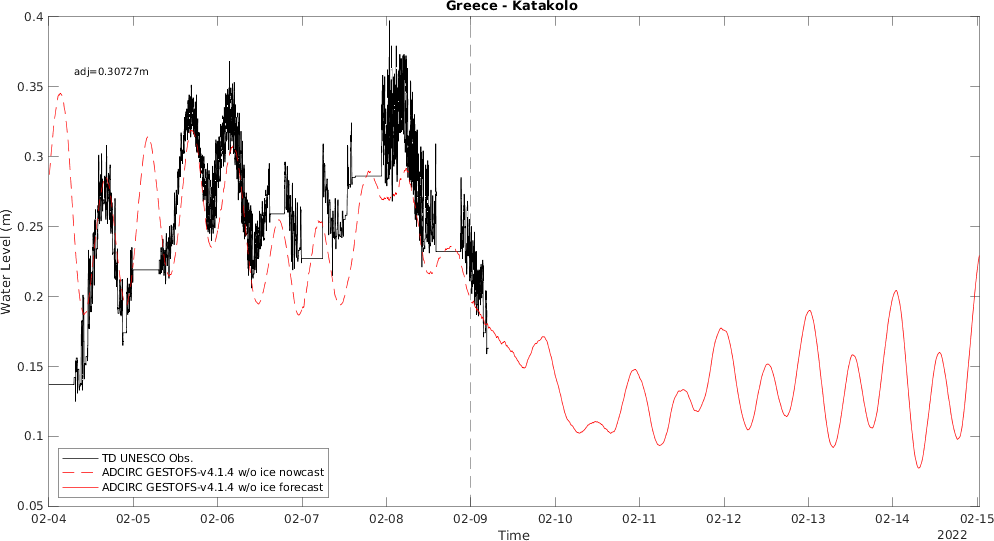 Greece - Katakolo
adj=0.30727m
0.4
0.35
0.3
0.25
0.2
0.15
0.1
0.05
Water Level (m)
TD UNESCO Obs.
ADCIRC GESTOFS-v4.1.4 w/o ice nowcast
ADCIRC GESTOFS-v4.1.4 w/o ice forecast
02-04 02-05 02-06 02-07 02-08 02-09 02-10 02-11 02-12 02-13 02-14 02-15
Time
2022